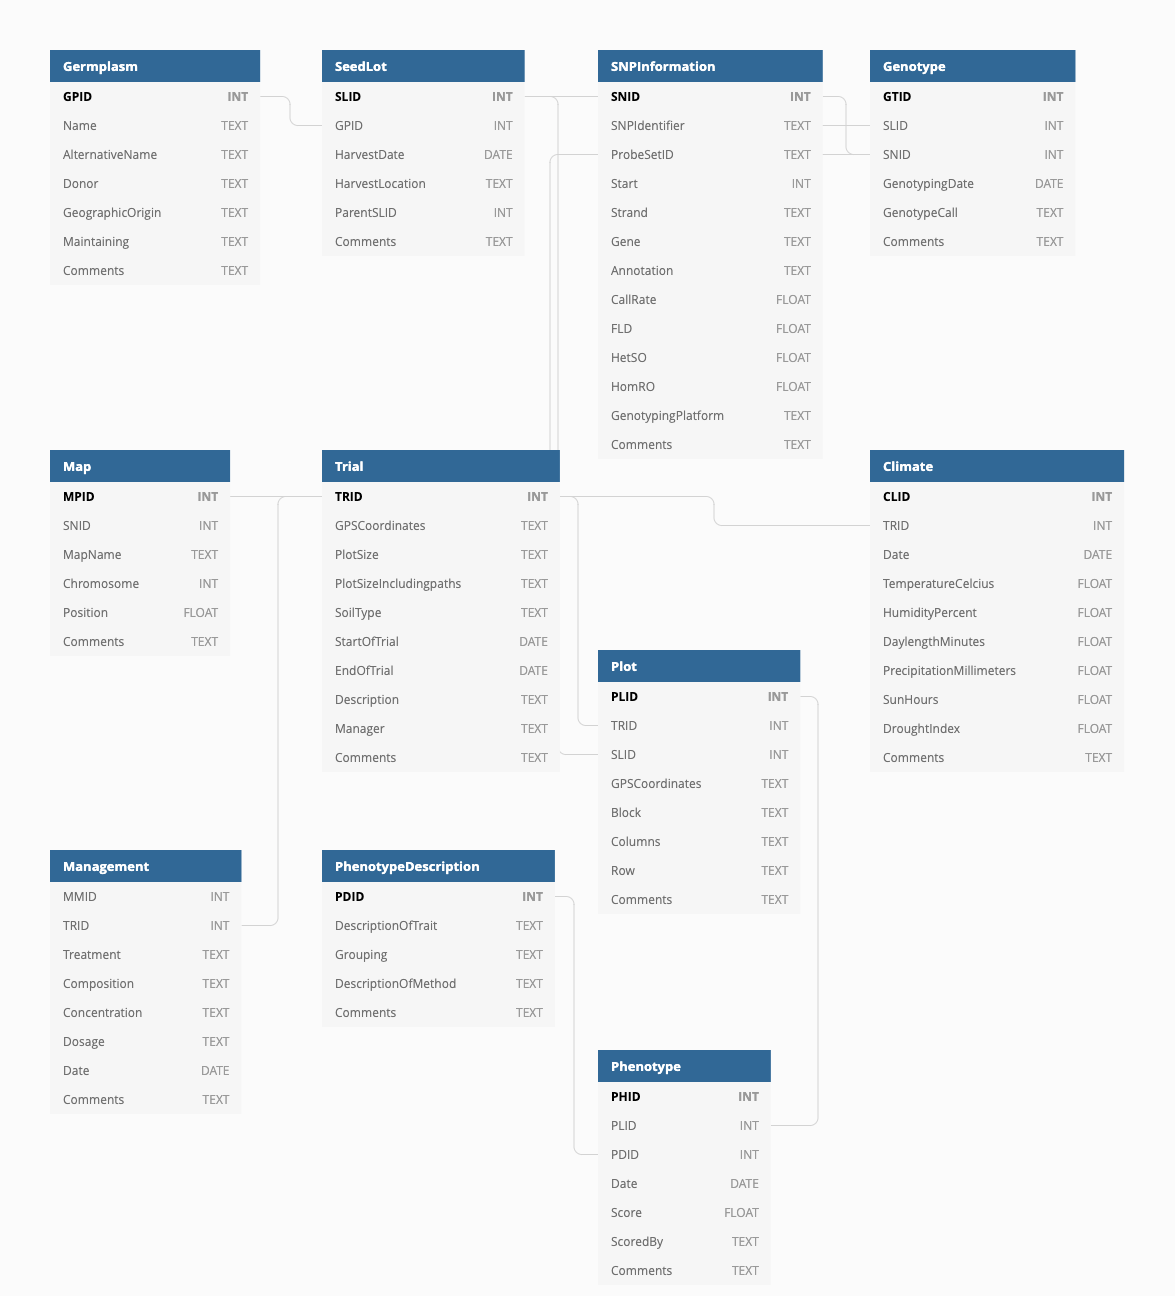 Germplasm
GPID INT
Name TEXT
AlternativeName TEXT
Donor TEXT
GeographicOrigin TEXT
Maintaining TEXT
Comments TEXT
SeedLot
SLID INT
GPID INT
HarvestDate DATE
HarvestLocation TEXT
ParentSLID INT
Comments TEXT
SNPInformation
SNID INT
SNPIdentifier TEXT
ProbeSetID TEXT
Start INT
Strand TEXT
Gene TEXT
Annotation TEXT
CallRate FLOAT
FLD FLOAT
HetSO FLOAT
HomRO FLOAT
GenotypingPlatform TEXT
Comments TEXT
Genotype
GTID INT
SLID INT
SNID INT
GenotypingDate DATE
GenotypeCall TEXT
Comments TEXT
Map
MPID INT
SNID INT
MapName TEXT
Chromosome INT
Position FLOAT
Comments TEXT
Trial
TRID INT
GPSCoordinates TEXT
PlotSize TEXT
PlotSizeIncludingpaths TEXT
SoilType TEXT
StartOfTrial DATE
EndOfTrial DATE
Description TEXT
Manager TEXT
Comments TEXT
Climate
CLID INT
TRID INT
Date DATE
TemperatureCelcius FLOAT
HumidityPercent FLOAT
DaylengthMinutes FLOAT
PrecipitationMillimeters FLOAT
SunHours FLOAT
DroughtIndex FLOAT
Comments TEXT
Plot
PLID INT
TRID INT
SLID INT
GPSCoordinates TEXT
Block TEXT
Columns TEXT
Row TEXT
Comments TEXT
Management
MMID INT
TRID INT
Treatment TEXT
Composition TEXT
Concentration TEXT
Dosage TEXT
Date DATE
Comments TEXT
PhenotypeDescription
PDID INT
DescriptionOfTrait TEXT
Grouping TEXT
DescriptionOfMethod TEXT
Comments TEXT
Phenotype
PHID INT
PLID INT
PDID INT
Date DATE
Score FLOAT
ScoredBy TEXT
Comments TEXT